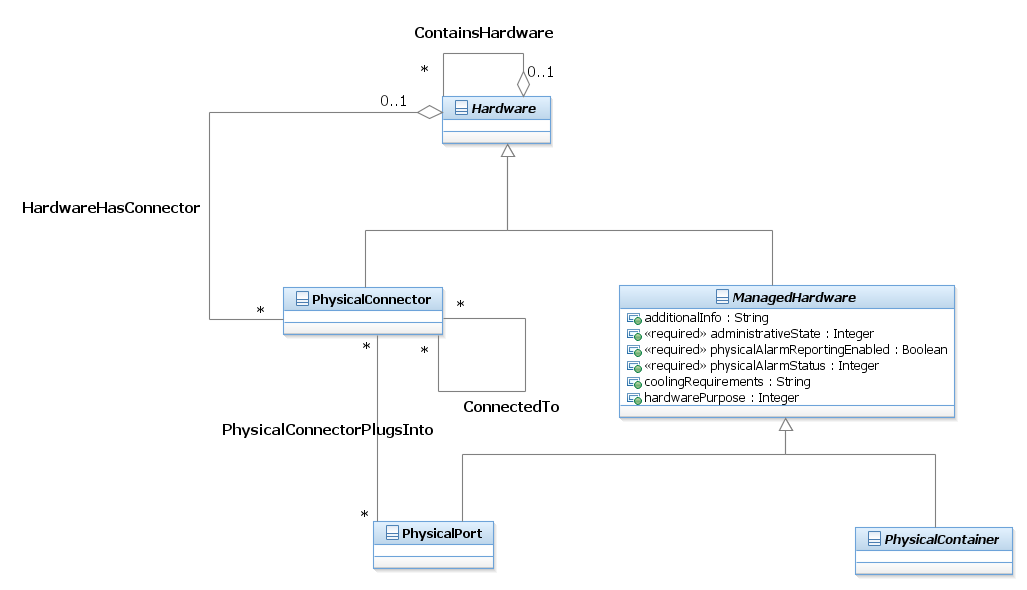 ContainsHardware
*
0..1
0..1
Hardware
HardwareHasConnector
*
PhysicalConnector
*
ManagedHardware
additionalInfo : String
«required» administrativeState : Integer
«required» physicalAlarmReportingEnabled : Boolean
«required» physicalAlarmStatus : Integer
coolingRequirements : String
hardwarePurpose : Integer
*
*
ConnectedTo
PhysicalConnectorPlugsInto
*
PhysicalPort
PhysicalContainer